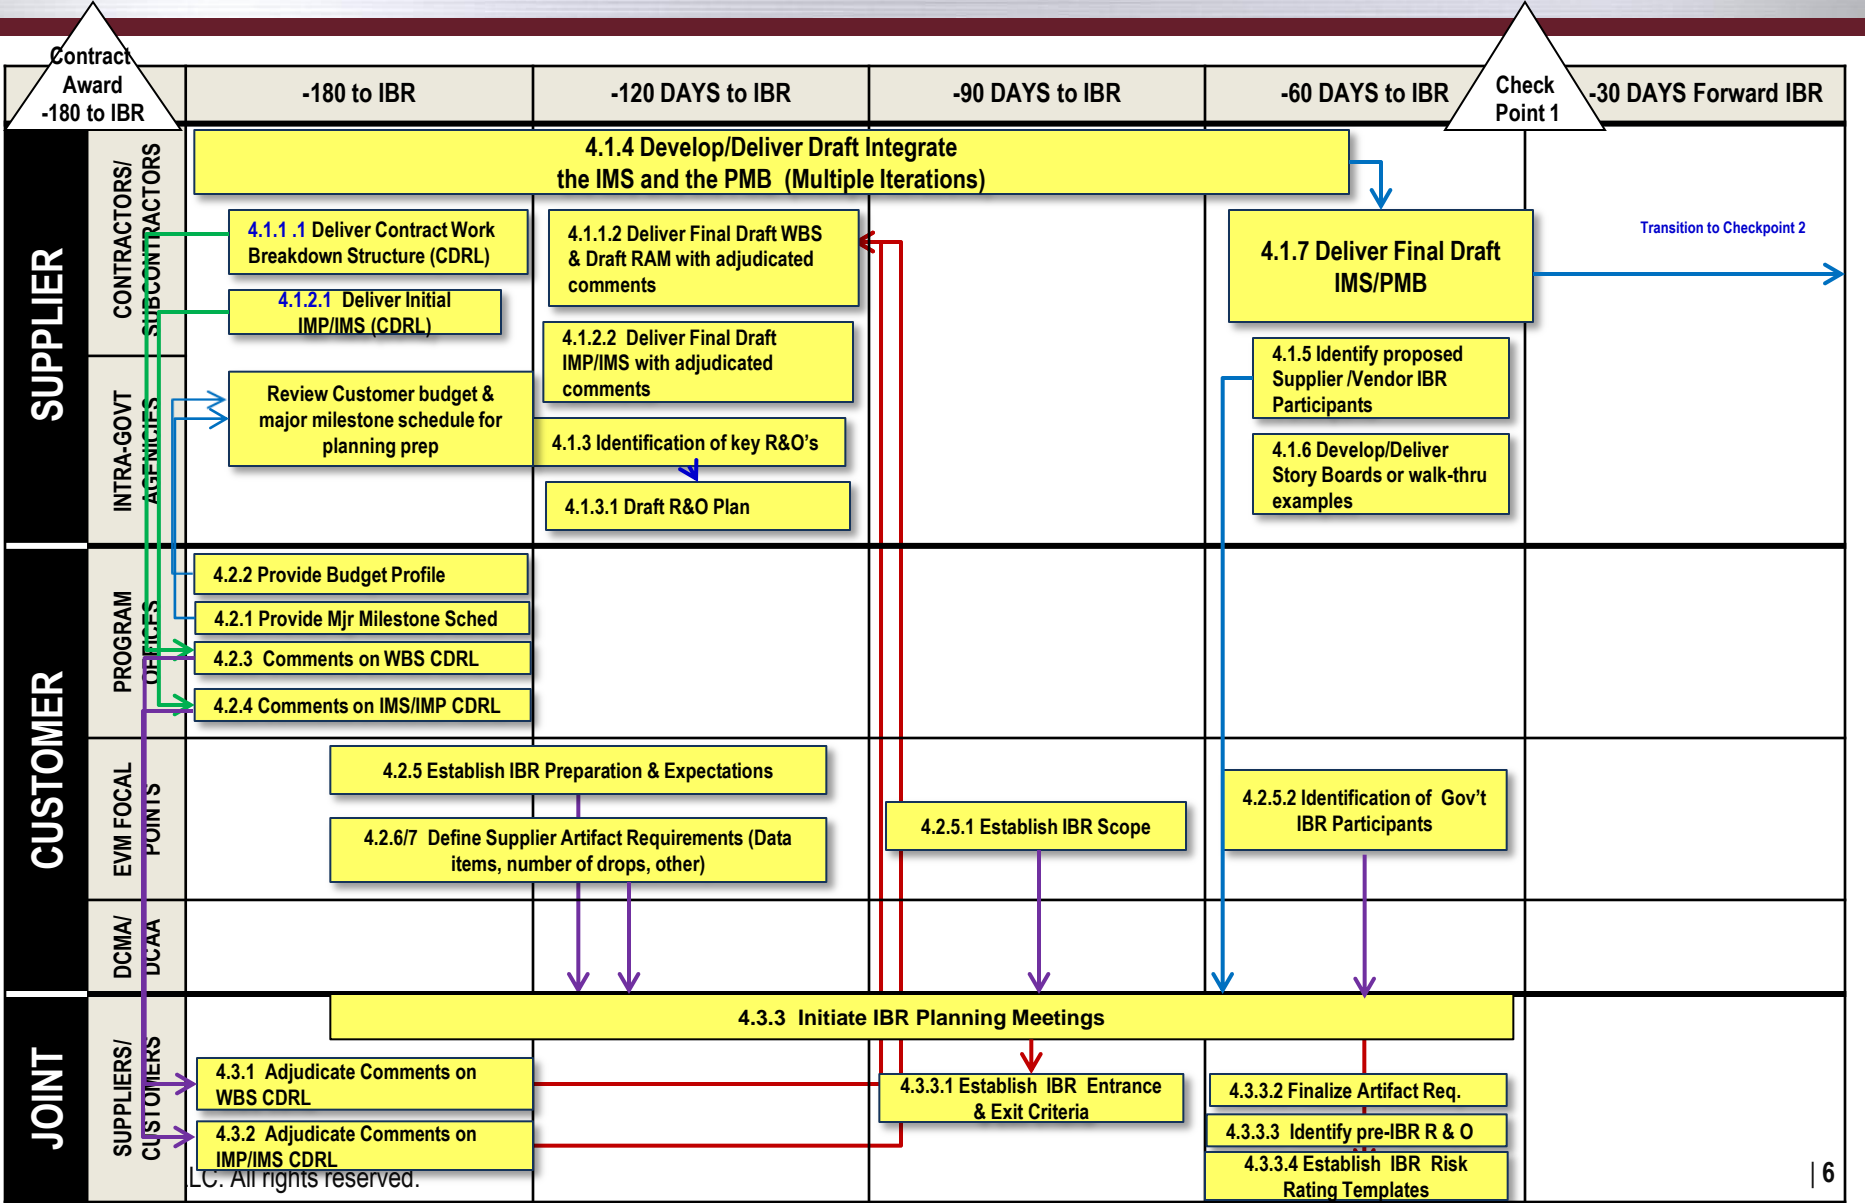 Contract
Award
-180 to IBR
-180 to IBR
-120 DAYS to IBR
-90 DAYS to IBR
-60 DAYS to IBR
Check
Point 1
-30 DAYS Forward IBR
SUPPLIER
CONTRACTORS/
SUBCONTRACTORS
4.1.4 Develop/Deliver Draft Integrate
the IMS and the PMB (Multiple Iterations)
4.1.1 .1 Deliver Contract Work
Breakdown Structure (CDRL)
4.1.2.1 Deliver Initial
IMP/IMS (CDRL)
4.1.1.2 Deliver Final Draft WBS
& Draft RAM with adjudicated
comments
4.1.2.2 Deliver Final Draft
IMP/IMS with adjudicated
comments
4.1.7 Deliver Final Draft
IMS/PMB
Transition to Checkpoint 2
4.1.5 Identify proposed
Supplier /Vendor IBR
Participants
INTRA-GOVT
AGENCIES
Review Customer budget &
major milestone schedule for
planning prep
4.1.3 Identification of key R&O's
4.1.3.1 Draft R&O Plan
4.1.6 Develop/Deliver
Story Boards or walk-thru
examples
CUSTOMER
PROGRAM
OFFICES
4.2.2 Provide Budget Profile
4.2.1 Provide Mjr Milestone Sched
4.2.3 Comments on WBS CDRL
4.2.4 Comments on IMS/IMP CDRL
EVM FOCAL
POINTS
4.2.5 Establish IBR Preparation & Expectations
4.2.6/7 Define Supplier Artifact Requirements (Data
items, number of drops, other)
4.2.5.1 Establish IBR Scope
4.2.5.2 Identification of Gov't
IBR Participants
DCMA/
DCAA
JOINT
SUPPLIERS/
CUSTOMERS
4.3.3 Initiate IBR Planning Meetings
4.3.1 Adjudicate Comments on
WBS CDRL
4.3.2 Adjudicate Comments on
IMP/IMS CDRL
4.3.3.1 Establish IBR Entrance
& Exit Criteria
4.3.3.2 Finalize Artifact Req.
4.3.3.3 Identify pre-IBR R & O
4.3.3.4 Establish IBR Risk
Rating Templates
LC. All rights reserved.
| 6